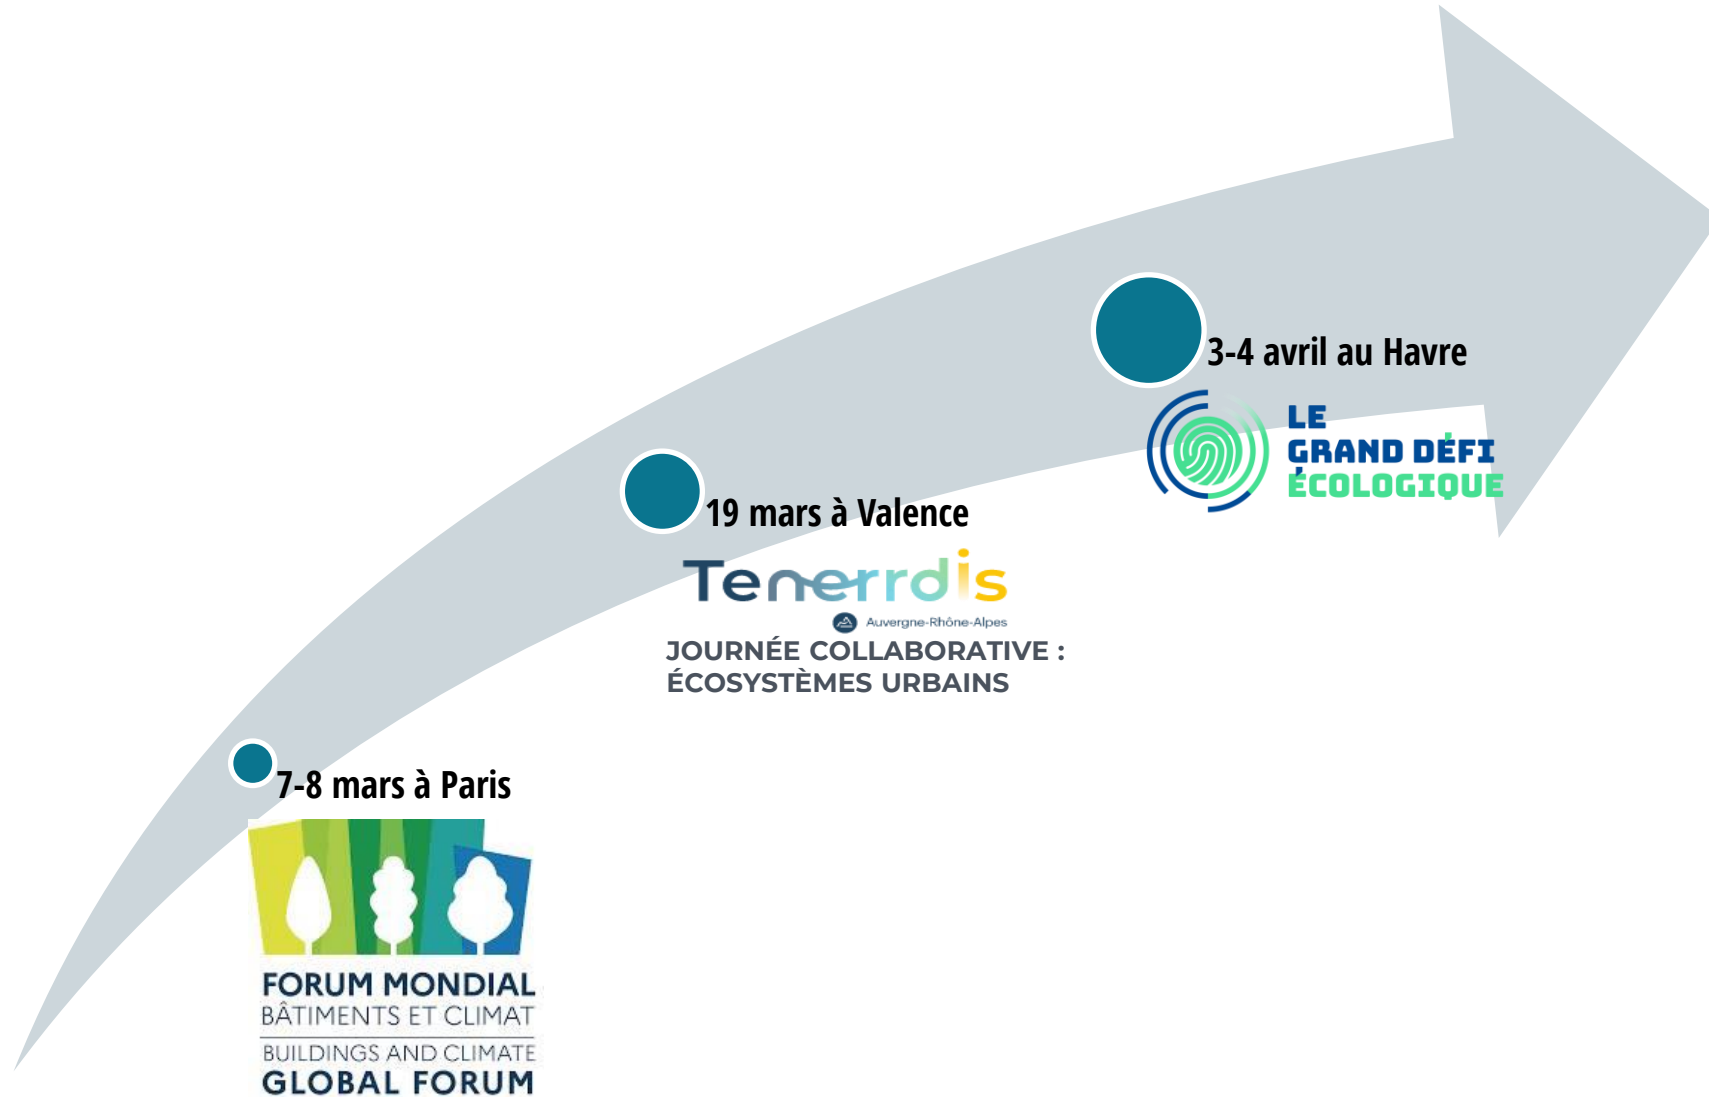 3-4 avril au Havre
LE
GRAND DÉFI
ÉCOLOGIQUE
19 mars à Valence
Tenerrdis
Auvergne-Rhône-Alpes
JOURNÉE COLLABORATIVE :
ÉCOSYSTÈMES URBAINS
7-8 mars à Paris
FORUM MONDIAL
BÂTIMENTS ET CLIMAT
BUILDINGS AND CLIMATE
GLOBAL FORUM